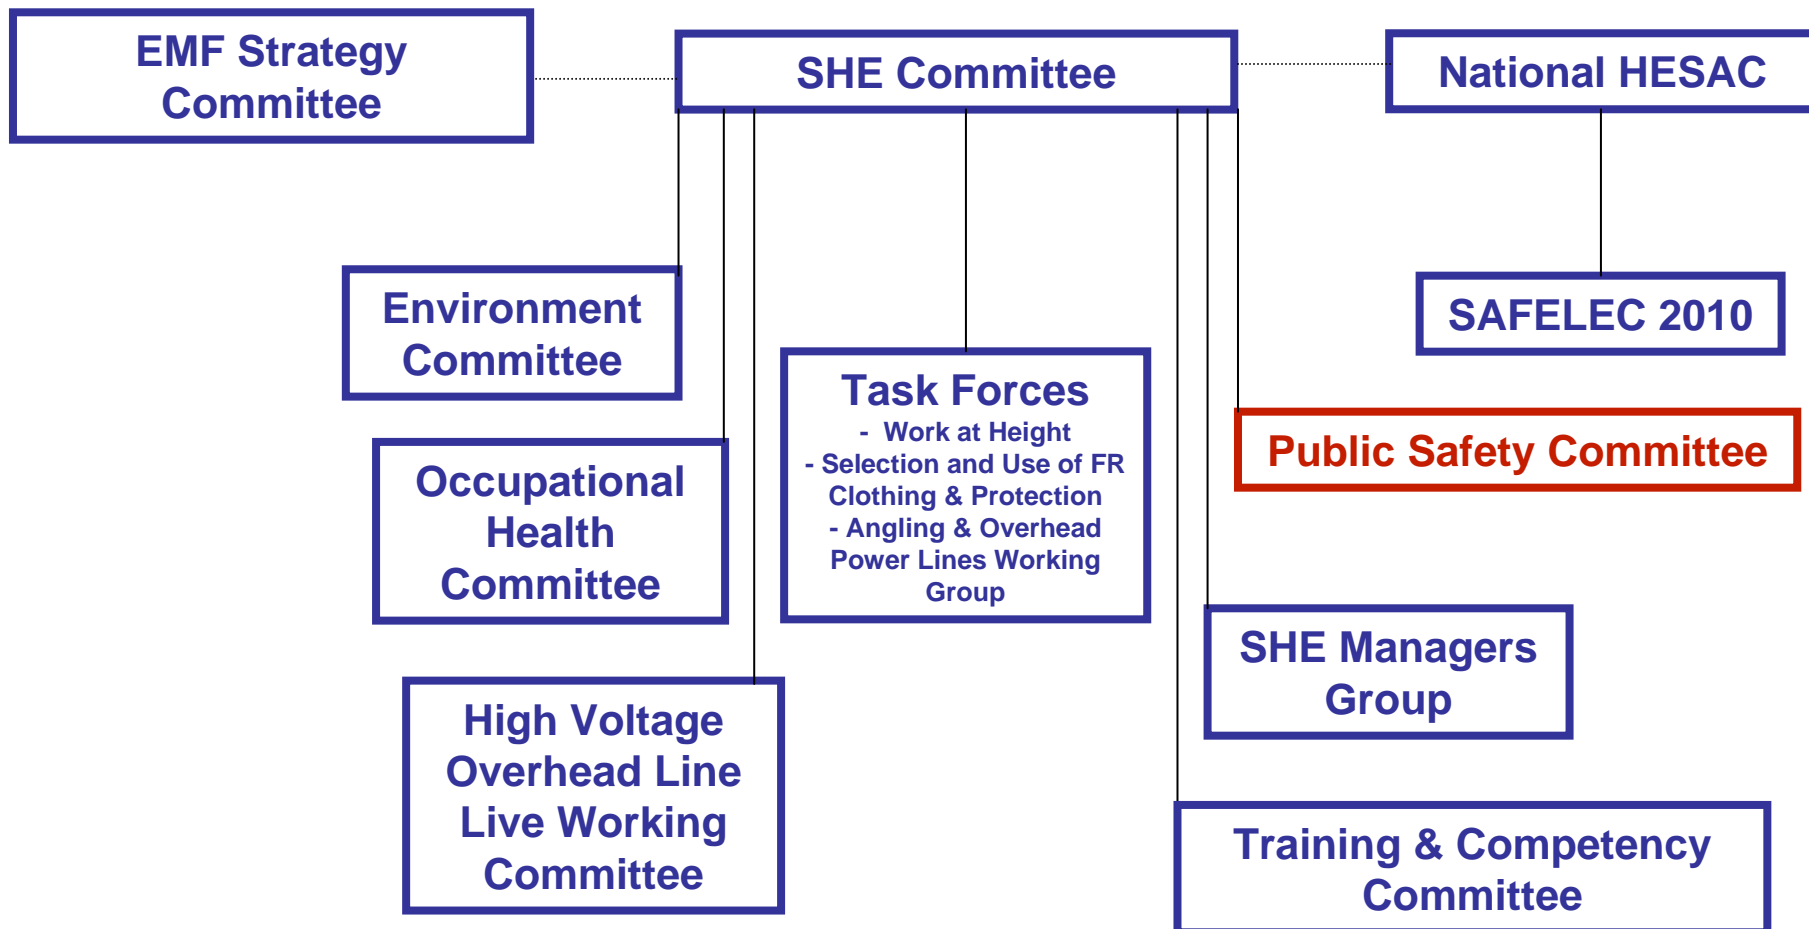 EMF Strategy
Committee
SHE Committee
National HESAC
Environment
Committee
SAFELEC 2010
Task Forces
- Work at Height
- Selection and Use of FR
Clothing & Protection
- Angling & Overhead
Power Lines Working
Group
Public Safety Committee
Occupational
Health
Committee
SHE Managers
Group
High Voltage
Overhead Line
Live Working
Committee
Training & Competency
Committee